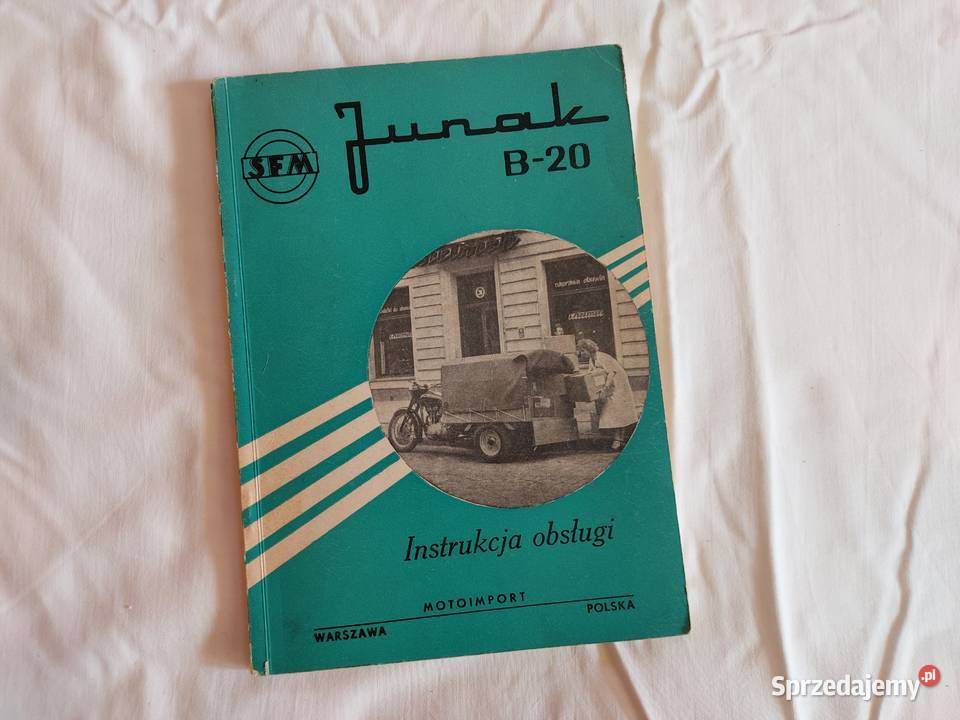 SFM
Junak
B-20
Instrukcja obsługi
MOTOIMPORT
WARSZAWA
POLSKA
Sprzedajemy.pl